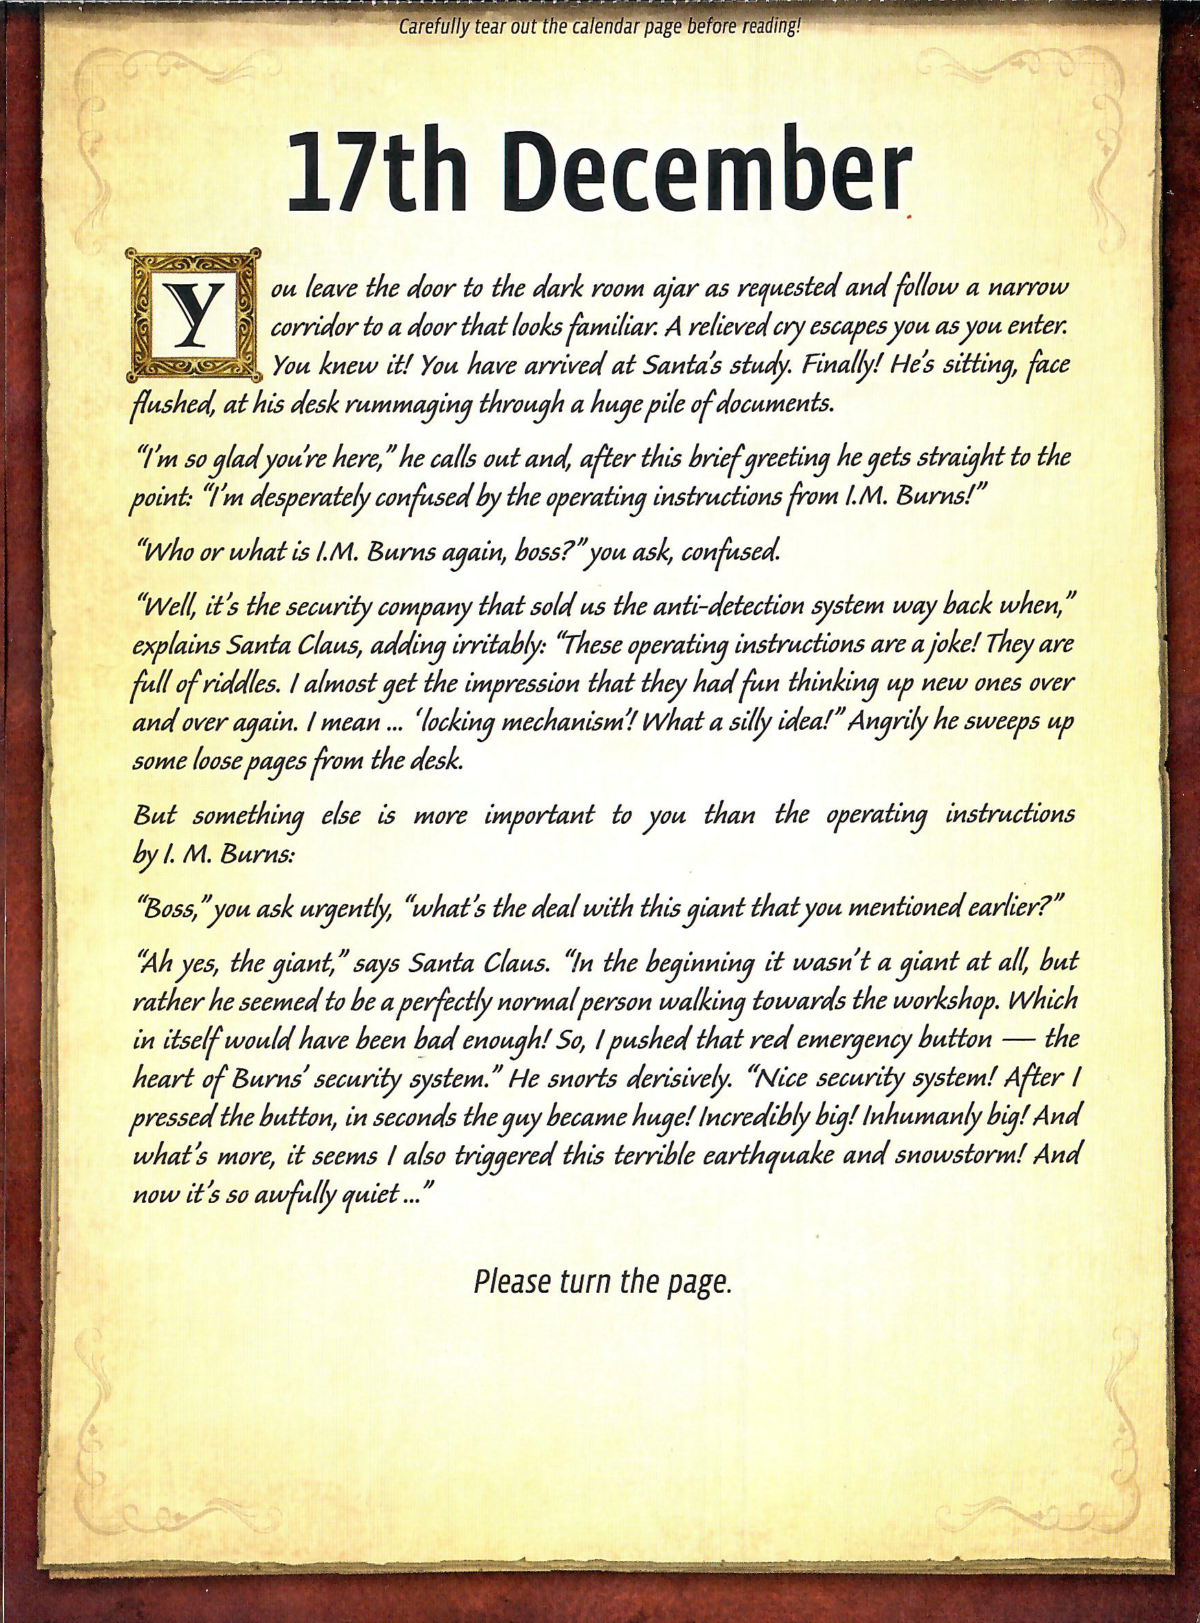 Carefully tear out the calendar page before reading!
17th December
You leave the door to the dark room ajar as requested and follow a narrow
corridor to a door that looks familiar. A relieved cry escapes you as you enter.
You knew it! You have arrived at Santa's study. Finally! He's sitting, face
flushed, at his desk rummaging through a huge pile of documents.
“I'm so glad you're here,” he calls out and, after this brief greeting he gets straight to the
point: “I'm desperately confused by the operating instructions from I.M. Burns!”
“Who or what is I.M. Burns again, boss?” you ask, confused.
“Well, it's the security company that sold us the anti-detection system way back when,”
explains Santa Claus, adding irritably: “These operating instructions are a joke! They are
full of riddles. I almost get the impression that they had fun thinking up new ones over
and over again. I mean ... ‘locking mechanism’! What a silly idea!” Angrily he sweeps up
some loose pages from the desk.
But something else is more important to you than the operating instructions
by I. M. Burns:
“Boss,” you ask urgently, “what's the deal with this giant that you mentioned earlier?”
“Ah yes, the giant,” says Santa Claus. “In the beginning it wasn't a giant at all, but
rather he seemed to be a perfectly normal person walking towards the workshop. Which
in itself would have been bad enough! So, I pushed that red emergency button — the
heart of Burns' security system.” He snorts derisively. “Nice security system! After I
pressed the button, in seconds the guy became huge! Incredibly big! Inhumanly big! And
what's more, it seems I also triggered this terrible earthquake and snowstorm! And
now it's so awfully quiet ...”
Please turn the page.